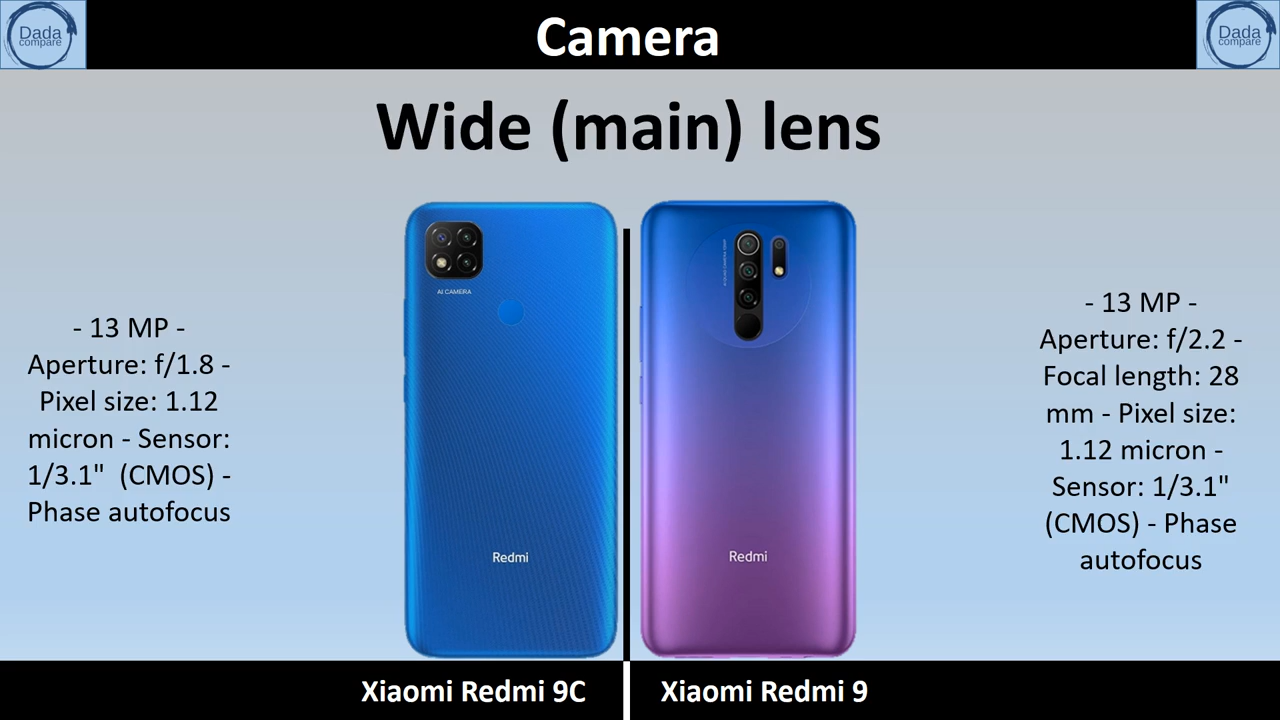 Dada
compare
Camera
Dada
compare
Wide (main) lens
- 13 MP -
Aperture: f/1.8 -
Pixel size: 1.12
micron - Sensor:
1/3.1" (CMOS) -
Phase autofocus
AI CAMERA
Redmi
Redmi
- 13 MP -
Aperture: f/2.2 -
Focal length: 28
mm - Pixel size:
1.12 micron -
Sensor: 1/3.1"
(CMOS) - Phase
autofocus
Xiaomi Redmi 9C
Xiaomi Redmi 9